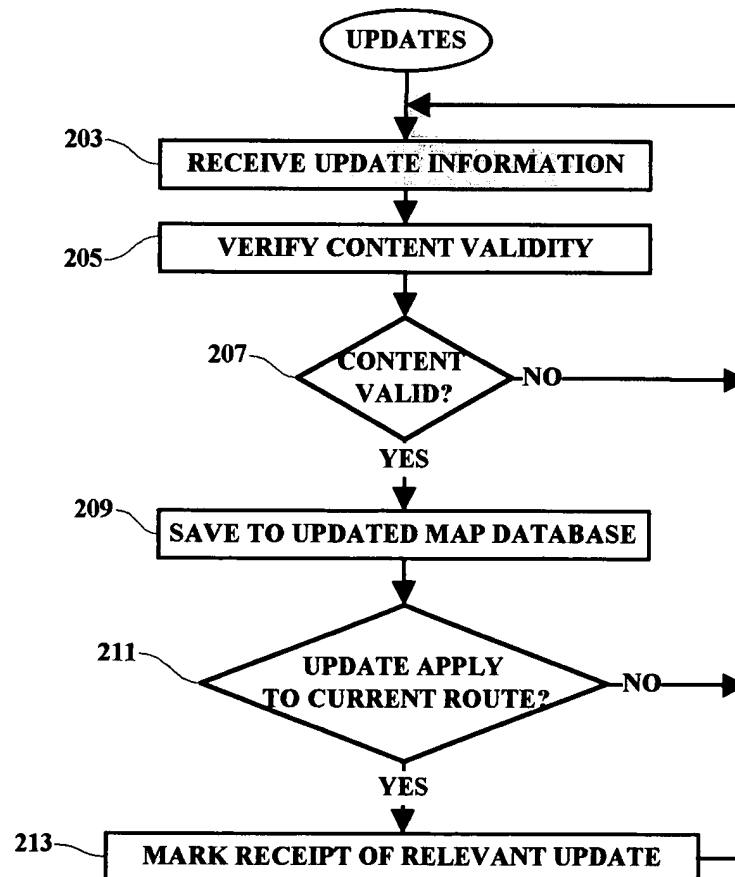 UPDATES
203
RECEIVE UPDATE INFORMATION
205
VERIFY CONTENT VALIDITY
207
CONTENT
VALID?
NO
YES
209
SAVE TO UPDATED MAP DATABASE
211
UPDATE APPLY
TO CURRENT ROUTE?
NO
YES
213
MARK RECEIPT OF RELEVANT UPDATE